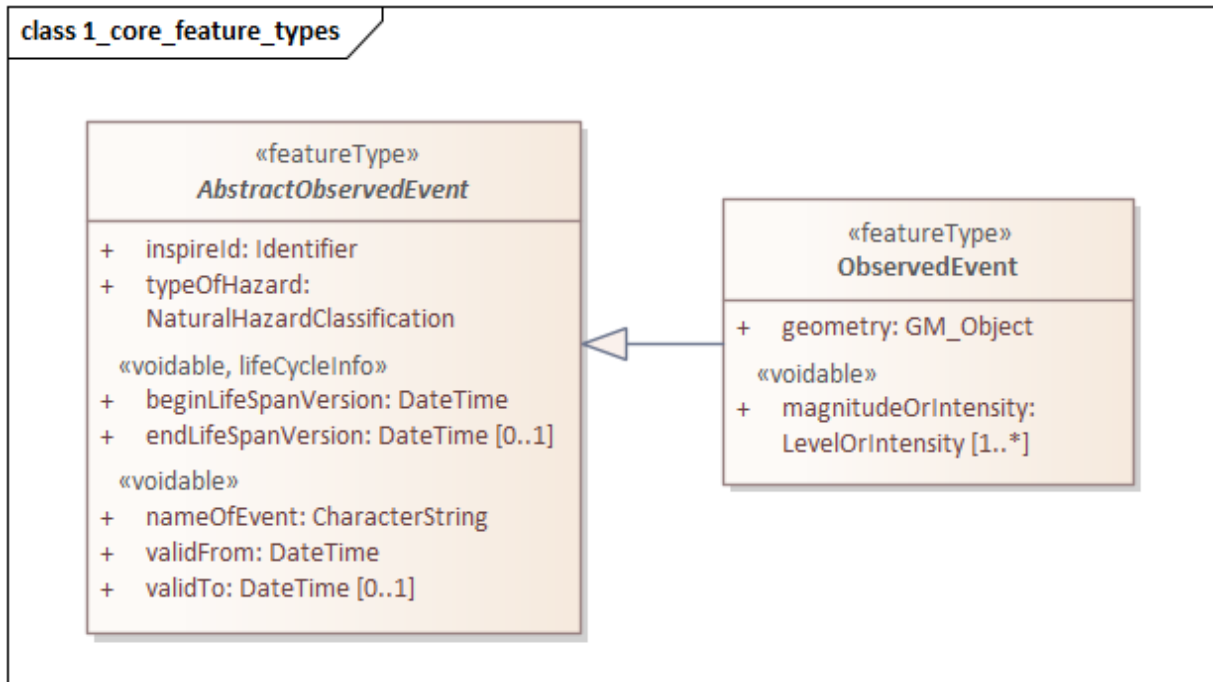 class 1_core_feature_types
«featureType»
AbstractObservedEvent
+ inspireId: Identifier
+ typeOfHazard:
NaturalHazardClassification
«voidable, lifeCycleInfo»
+ beginLifeSpanVersion: DateTime
+ endLifeSpanVersion: DateTime [0..1]
«voidable»
+ nameOfEvent: CharacterString
+ validFrom: DateTime
+ validTo: DateTime [0..1]
«featureType»
ObservedEvent
+ geometry: GM_Object
«voidable»
+ magnitudeOrIntensity:
LevelOrIntensity [1..*]